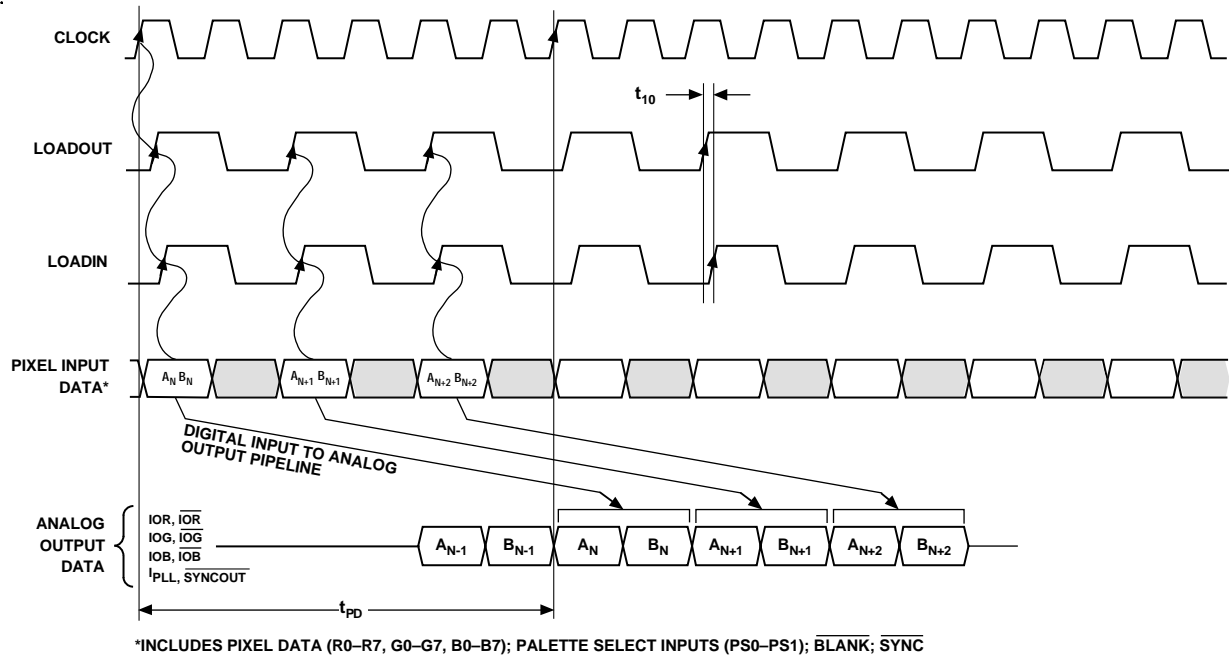 CLOCK
t10
LOADOUT
LOADIN
PIXEL INPUT
DATA*
AN BN
AN+1 BN+1
AN+2 BN+2
DIGITAL INPUT TO ANALOG
OUTPUT PIPELINE
ANALOG
OUTPUT
DATA
IOR, IOR
IOG, IOG
IOB, IOB
IPLL, SYNCOUT
AN-1
BN-1
AN
BN
AN+1
BN+1
AN+2
BN+2
tPD
*INCLUDES PIXEL DATA (R0–R7, G0–G7, B0–B7); PALETTE SELECT INPUTS (PS0–PS1); BLANK; SYNC